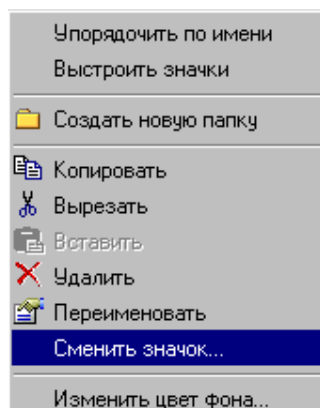 Упорядочить по имени
Выстроить значки
Создать новую папку
Копировать
Вырезать
Вставить
Удалить
Переименовать
Сменить значок...
Изменить цвет фона...